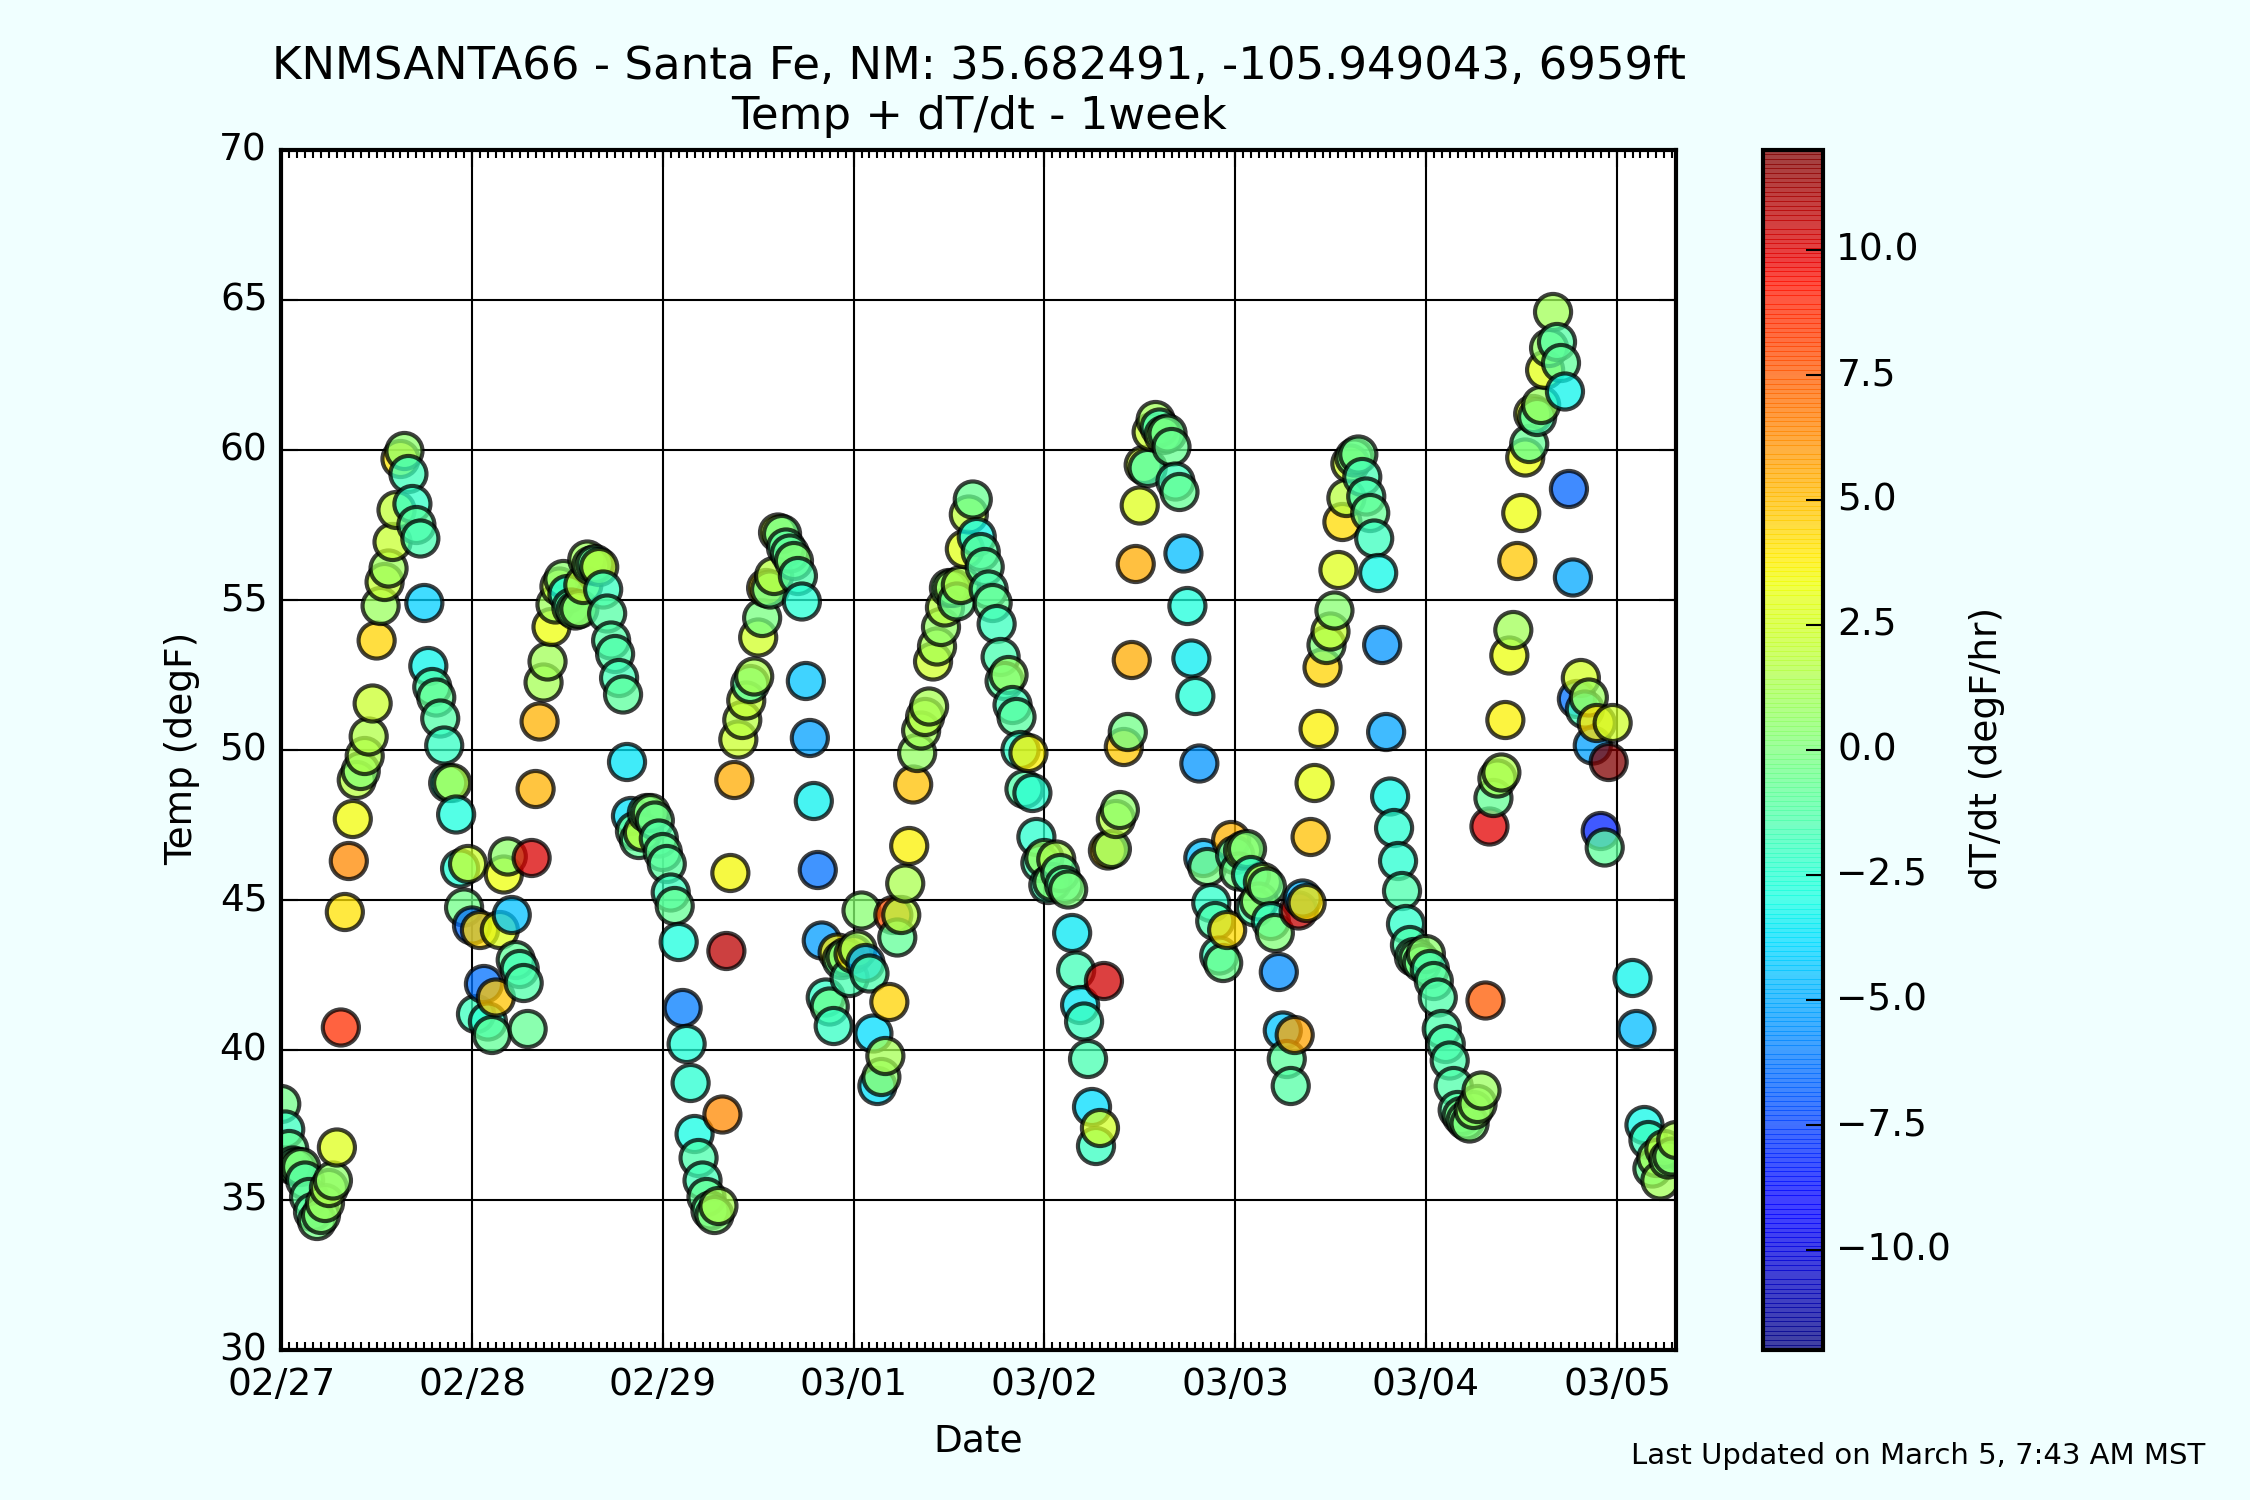 KNMSANTA66 - Santa Fe, NM: 35.682491, -105.949043, 6959ft
Temp + dT/dt - 1week
70
65
60
55
50
45
40
35
30
Temp (degF)
02/27 02/28 02/29 03/01 03/02 03/03 03/04 03/05
Date
10.0
7.5
5.0
2.5
0.0
−2.5
−5.0
−7.5
−10.0
dT/dt (degF/hr)
Last Updated on March 5, 7:43 AM MST